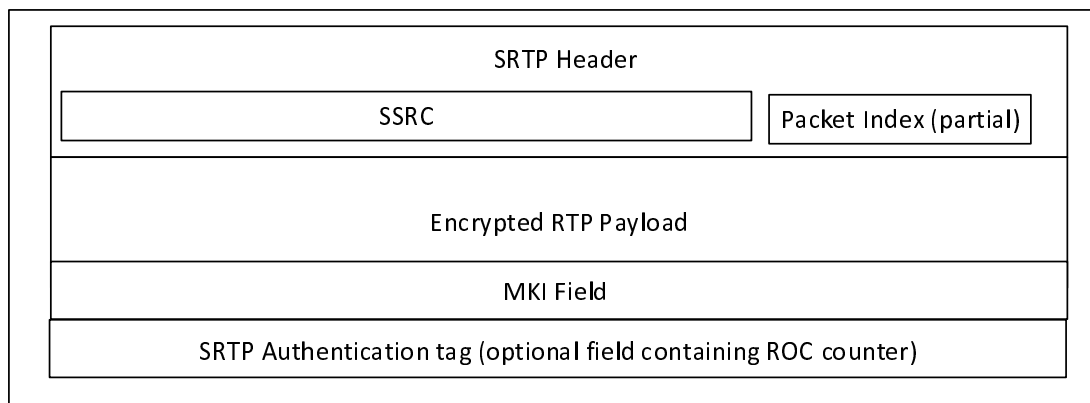 SRTP Header
SSRC
Packet Index (partial)
Encrypted RTP Payload
MKI Field
SRTP Authentication tag (optional field containing ROC counter)